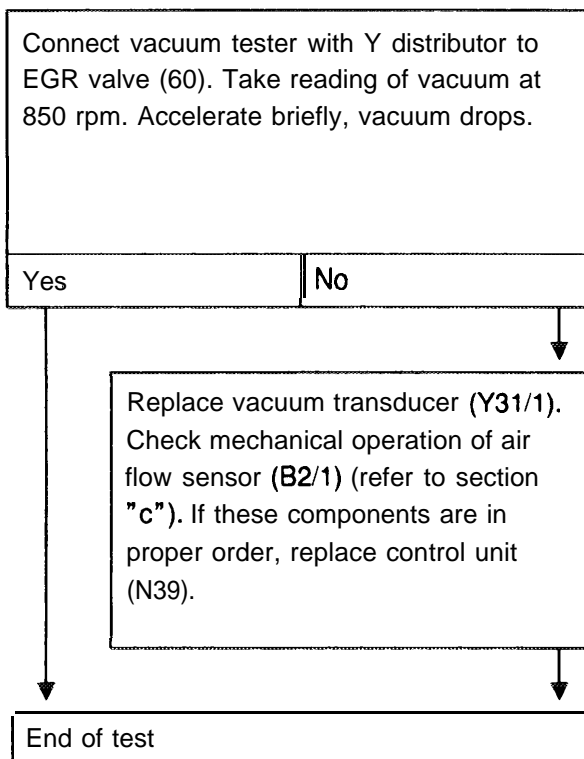 Connect vacuum tester with Y distributor to
EGR valve (60). Take reading of vacuum at
850 rpm. Accelerate briefly, vacuum drops.
Yes
No
Replace vacuum transducer (Y31/1).
Check mechanical operation of air
flow sensor (B2/1) (refer to section
"c"). If these components are in
proper order, replace control unit
(N39).
End of test